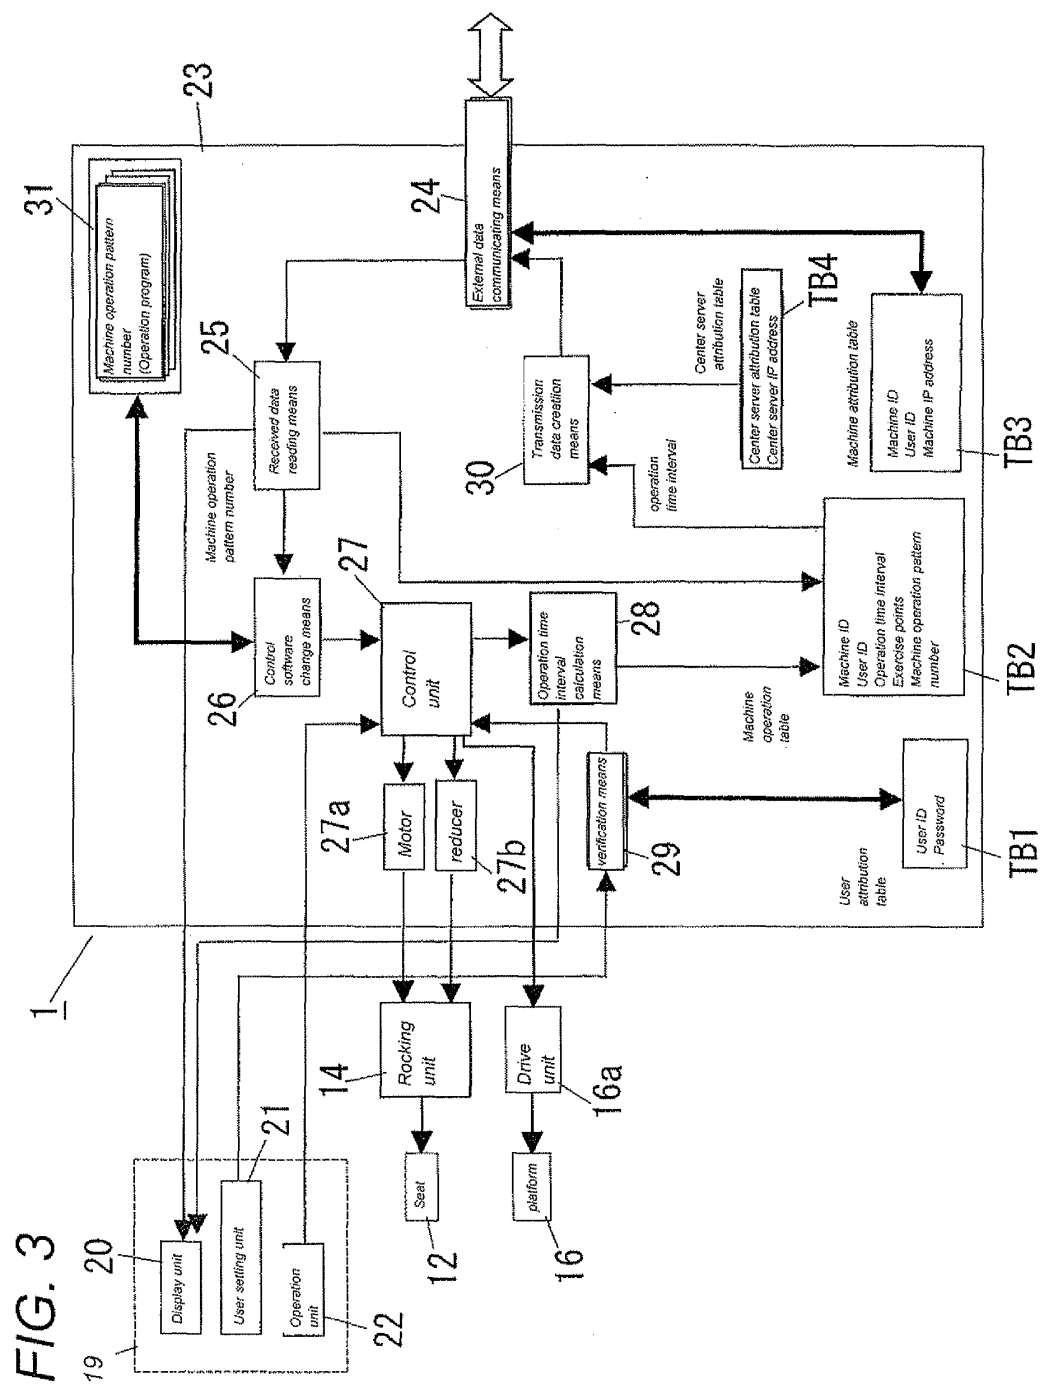 FIG. 3
19
20
Display unit
21
User setting unit
22
Operation
unit
1
23
31
Machine operation pattern
number
(Operation program)
Machine operation
pattern number
25
Received data
reading means
24
External data
communicating means
26
Control
software
change means
27
Control
unit
27a
Motor
27b
reducer
14
Rocking
unit
12
Seat
16a
Drive
unit
16
platform
28
Operation time
interval
calculation
means
29
verification means
30
Transmission
data creatiion
means
operation
time interval
Center server
attribution table
TB4
Center server attribution table
Center server IP address
Machine attribution table
Machine ID
User ID
Machine IP address
TB3
Machine operation
table
Machine ID
User ID
Operation time interval
Exercise points
Machine operation pattern
number
TB2
User
attribution
table
User ID
. Password
TB1